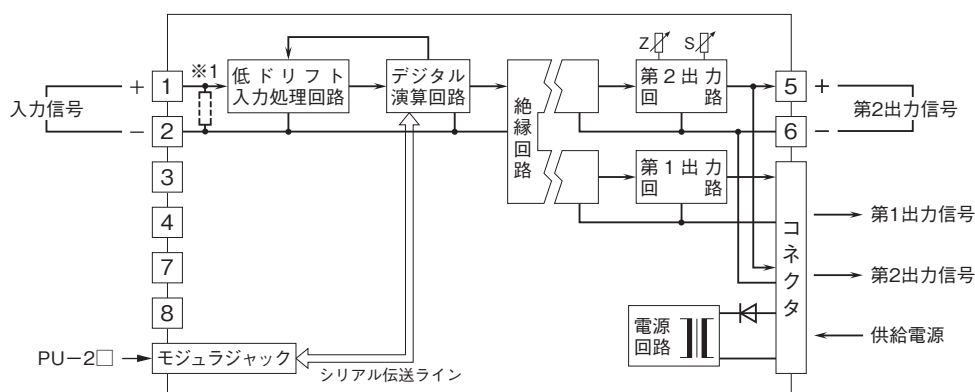 入力信号
+
−
1
2
3
4
7
8
※1
低ドリフト
入力処理回路
デジタル
演算回路
絶縁回路
Z
S
第2出力
回路
第1出力
回路
5
6
+
−
第2出力信号
コネクタ
第1出力信号
第2出力信号
供給電源
電源
回路
PU−2□
モジュラジャック
シリアル伝送ライン